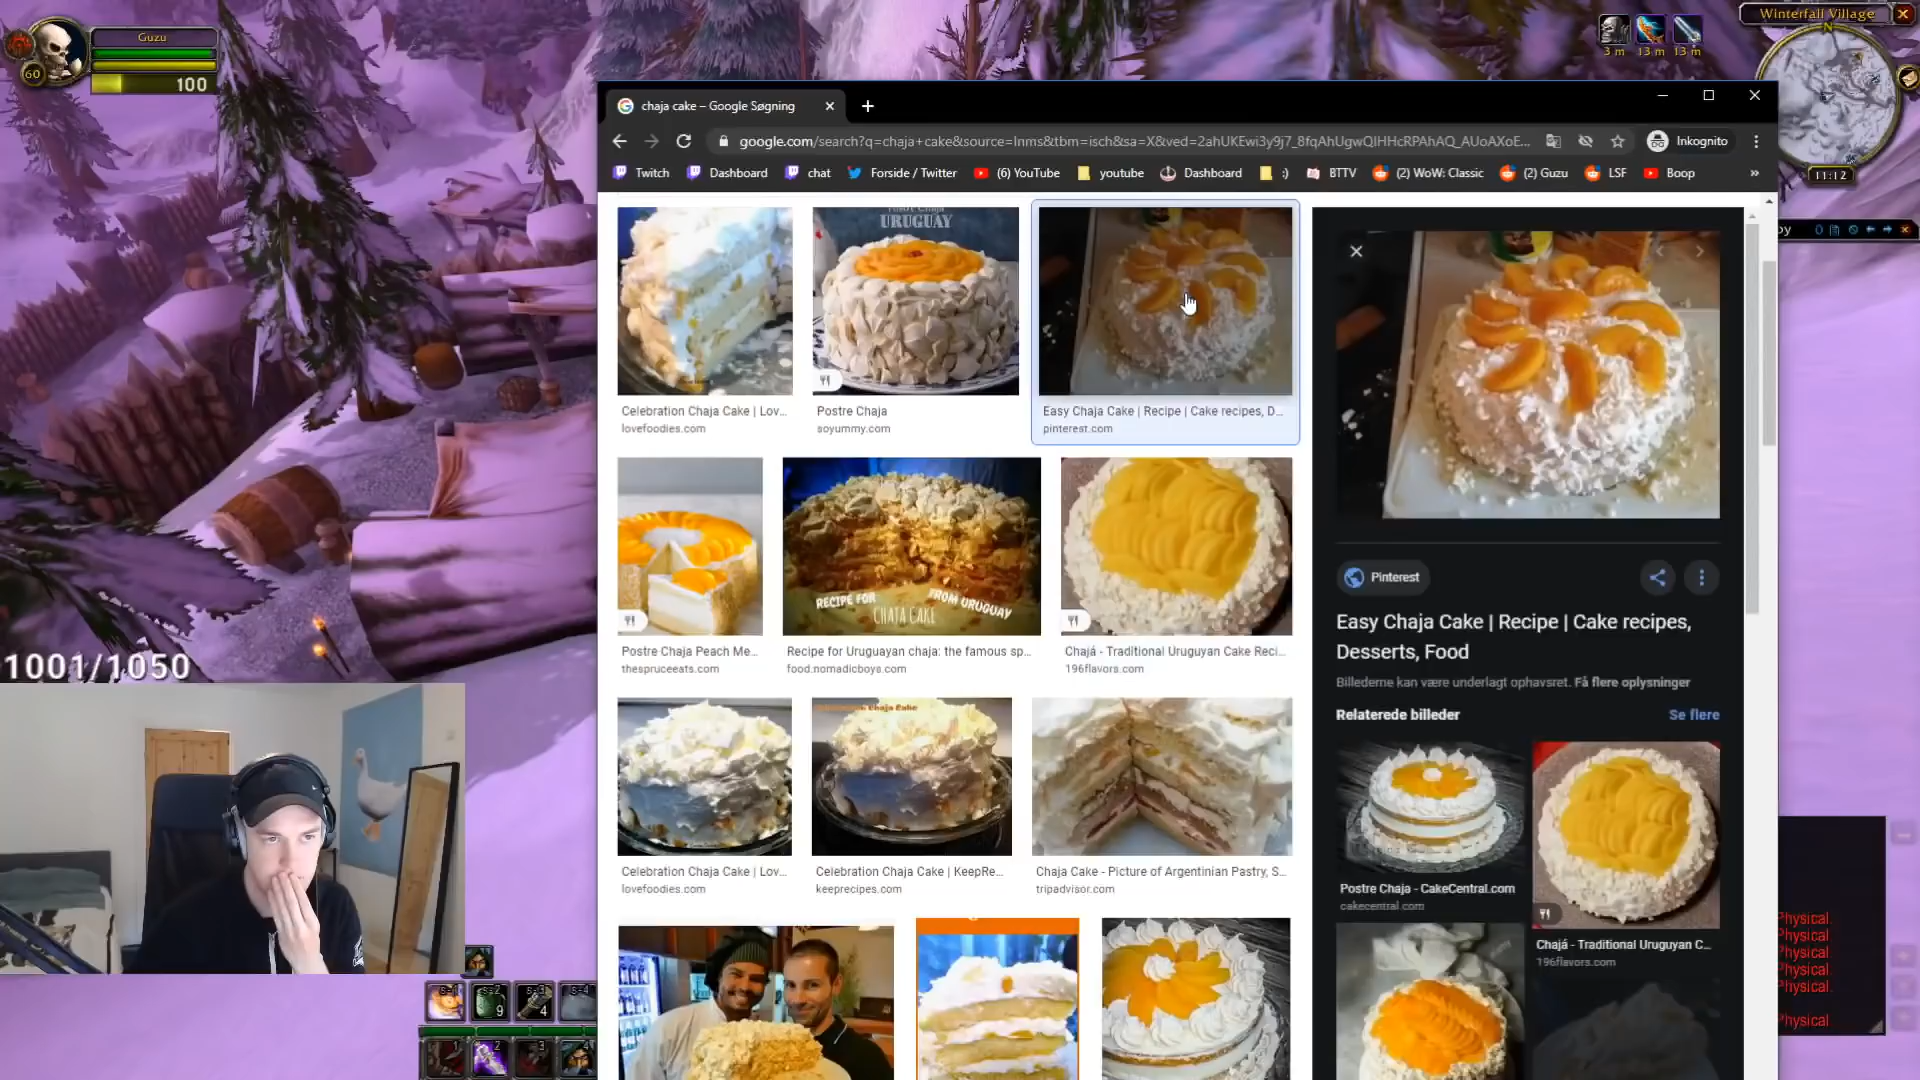 Guzu
60
100
3 m
13 m
13 m
Winterfall Village
N
11:12
chaja cake – Google Søgning
google.com/search?q=chaja+cake&source=lnms&tbm=isch&sa=X&ved=2ahUKEwi3y9j7_8fqAhUgwQIHHcRPAhAQ_AUoAXoE...
Inkognito
Twitch
Dashboard
chat
Forside / Twitter
(6) YouTube
youtube
Dashboard
:)
BTTV
(2) WoW: Classic
(2) Guzu
LSF
Boop
»
URUGUAY
Celebration Chaja Cake | Lov...
lovefoodies.com
Postre Chaja
soyummy.com
Easy Chaja Cake | Recipe | Cake recipes, D...
pinterest.com
RECIPE FOR
CHAJA CAKE
FROM URUGUAY
Postre Chaja Peach Me...
thespruceeats.com
Recipe for Uruguayan chaja: the famous sp...
food.nomadicboys.com
Chajá - Traditional Uruguyan Cake Reci...
196flavors.com
Celebration Chaja Cake | Lov...
lovefoodies.com
Celebration Chaja Cake | KeepRe...
keeprecipes.com
Chaja Cake - Picture of Argentinian Pastry, S...
tripadvisor.com
Pinterest
Easy Chaja Cake | Recipe | Cake recipes,
Desserts, Food
Billederne kan være underlagt ophavsret. Få flere oplysninger
Relaterede billeder
Se flere
Postre Chaja - CakeCentral.com
cakecentral.com
Chajá - Traditional Uruguyan C...
196flavors.com
1001/1050
Physical.
Physical.
Physical.
Physical.
Physical.
Physical
s-2
9
4
1
2
3
4